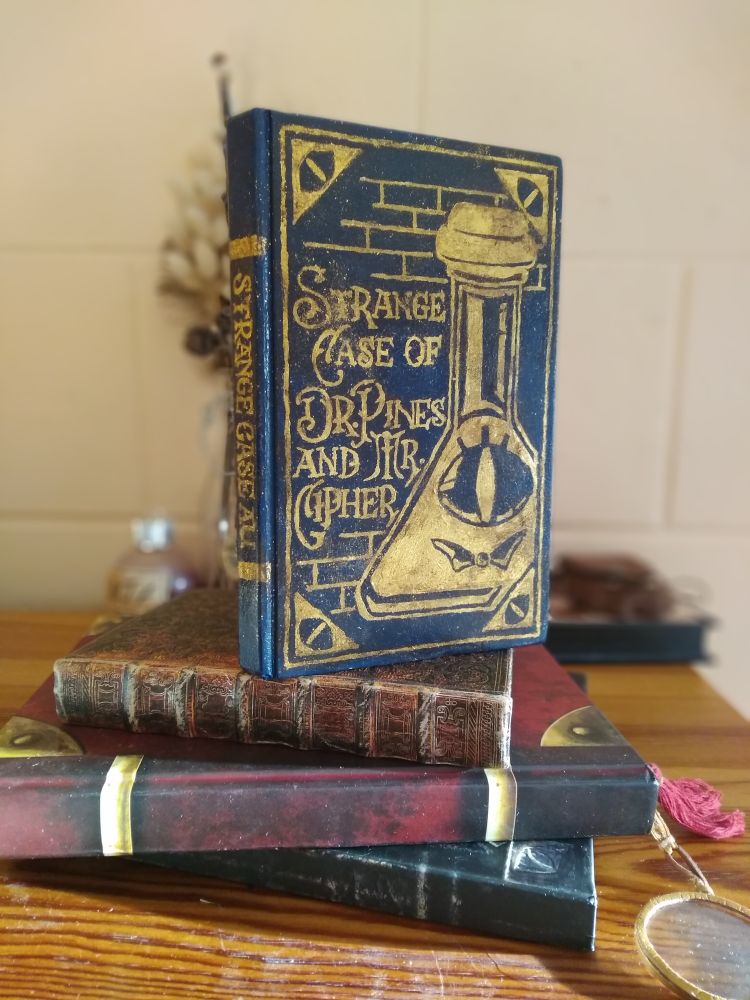 STRANGE
CASE OF
DR. PINES
AND MR.
CIPHER
STRANGE CASE AU